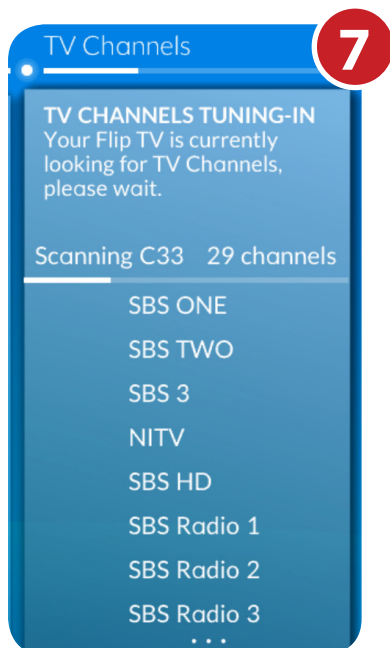 TV Channels
7
TV CHANNELS TUNING-IN
Your Flip TV is currently
looking for TV Channels,
please wait.
Scanning C33 29 channels
SBS ONE
SBS TWO
SBS 3
NITV
SBS HD
SBS Radio 1
SBS Radio 2
SBS Radio 3
...